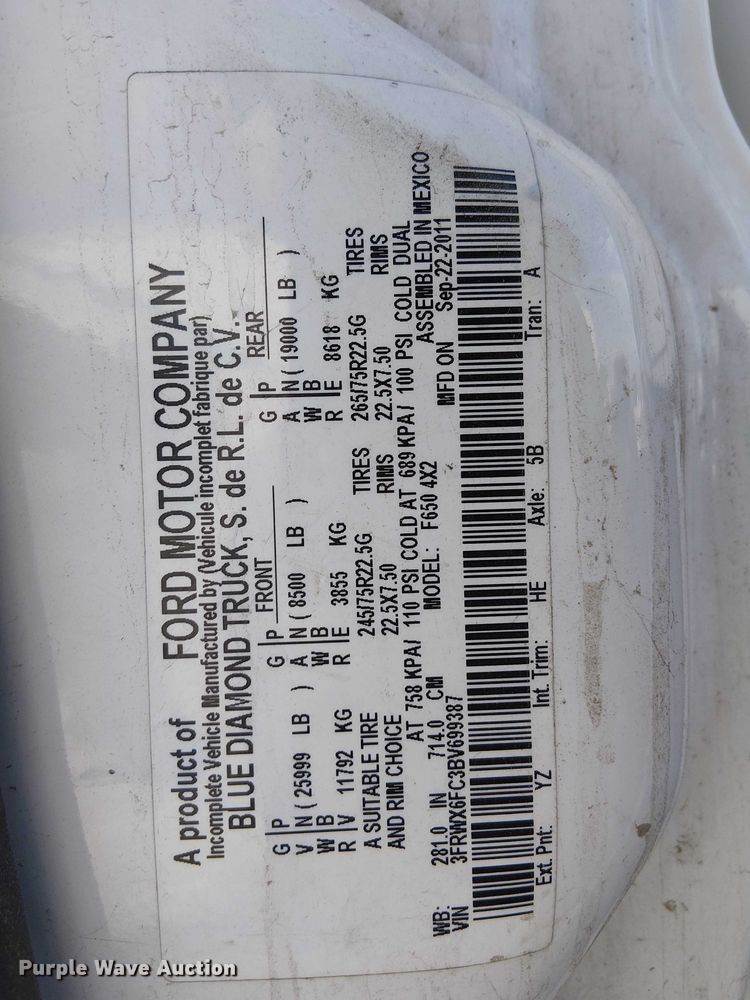 A product of FORD MOTOR COMPANY
Incomplete Vehicle Manufactured by (Vehicule incomplet fabrique par)
BLUE DIAMOND TRUCK, S. de R.L. de C.V.
FRONT REAR
G P G P G P
V N ( 25999 LB ) A N ( 8500 LB ) A N ( 19000 LB )
W B W B W B
R V 11792 KG R E 3855 KG R E 8618 KG
A SUITABLE TIRE 245/75R22.5G TIRES 265/75R22.5G TIRES
AND RIM CHOICE 22.5X7.50 RIMS 22.5X7.50 RIMS
AT 758 KPA/ 110 PSI COLD AT 689 KPA/ 100 PSI COLD DUAL
WB: 281.0 IN 714.0 CM MODEL: F650 4X2 ASSEMBLED IN MEXICO
VIN 3FRWX6FC3BV699387 MFD ON Sep-22-2011
Ext. Pnt: YZ Int. Trim: HE Axle: 5B Tran: A
Purple Wave Auction